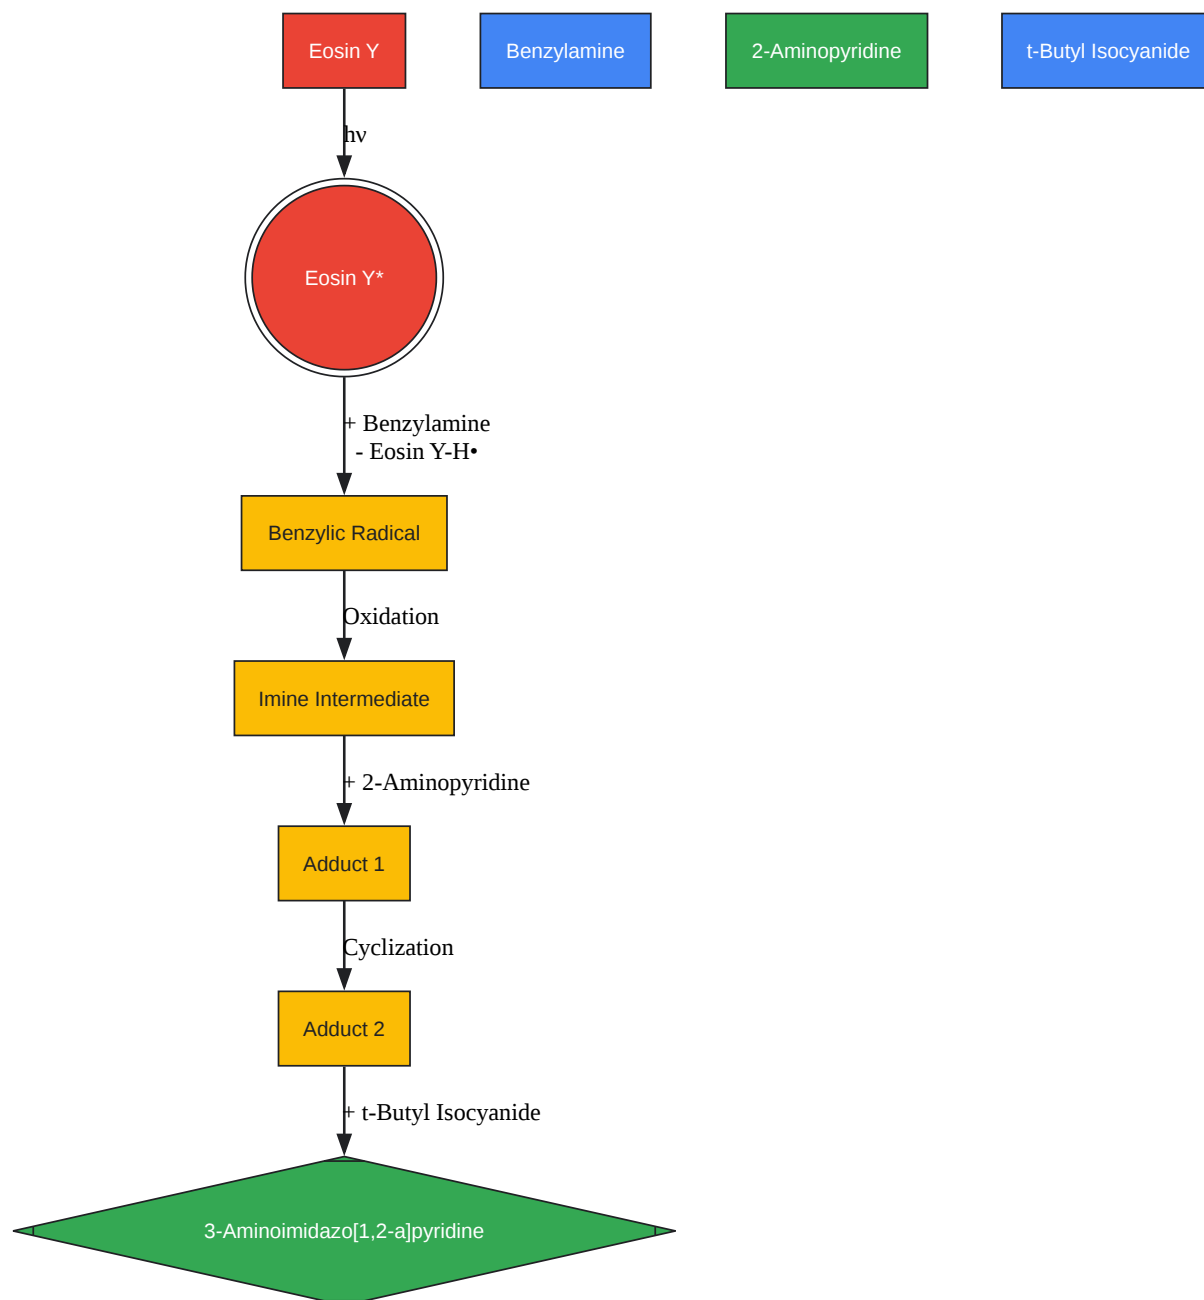 Eosin Y
Benzylamine
2-Aminopyridine
t-Butyl Isocyanide
hν
Eosin Y*
+ Benzylamine
- Eosin Y-H•
Benzylic Radical
Oxidation
Imine Intermediate
+ 2-Aminopyridine
Adduct 1
Cyclization
Adduct 2
+ t-Butyl Isocyanide
3-Aminoimidazo[1,2-a]pyridine